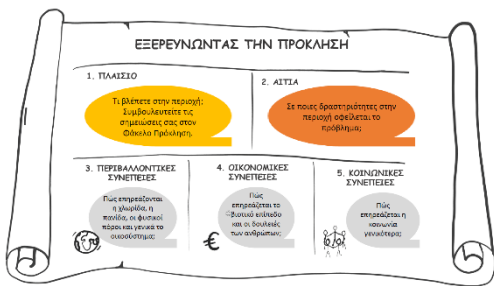 ΕΞΕΡΕΥΝΩΝΤΑΣ ΤΗΝ ΠΡΟΚΛΗΣΗ
1. ΠΛΑΙΣΙΟ
Τι βλέπετε στην περιοχή;
Συμβουλευτείτε τις
σημειώσεις σας στον
Φάκελο Πρόκληση.
2. ΑΙΤΙΑ
Σε ποιες δραστηριότητες στην
περιοχή οφείλεται το
πρόβλημα;
3. ΠΕΡΙΒΑΛΛΟΝΤΙΚΕΣ
ΣΥΝΕΠΕΙΕΣ
Πώς επηρεάζονται
η χλωρίδα, η
πανίδα, οι φυσικοί
πόροι και γενικά το
οικοσύστημα;
4. ΟΙΚΟΝΟΜΙΚΕΣ
ΣΥΝΕΠΕΙΕΣ
Πώς
επηρεάζεται το
βιοτικό επίπεδο
και οι δουλειές
των ανθρώπων;
€
5. ΚΟΙΝΩΝΙΚΕΣ
ΣΥΝΕΠΕΙΕΣ
Πώς
επηρεάζεται η
κοινωνία
γενικότερα;